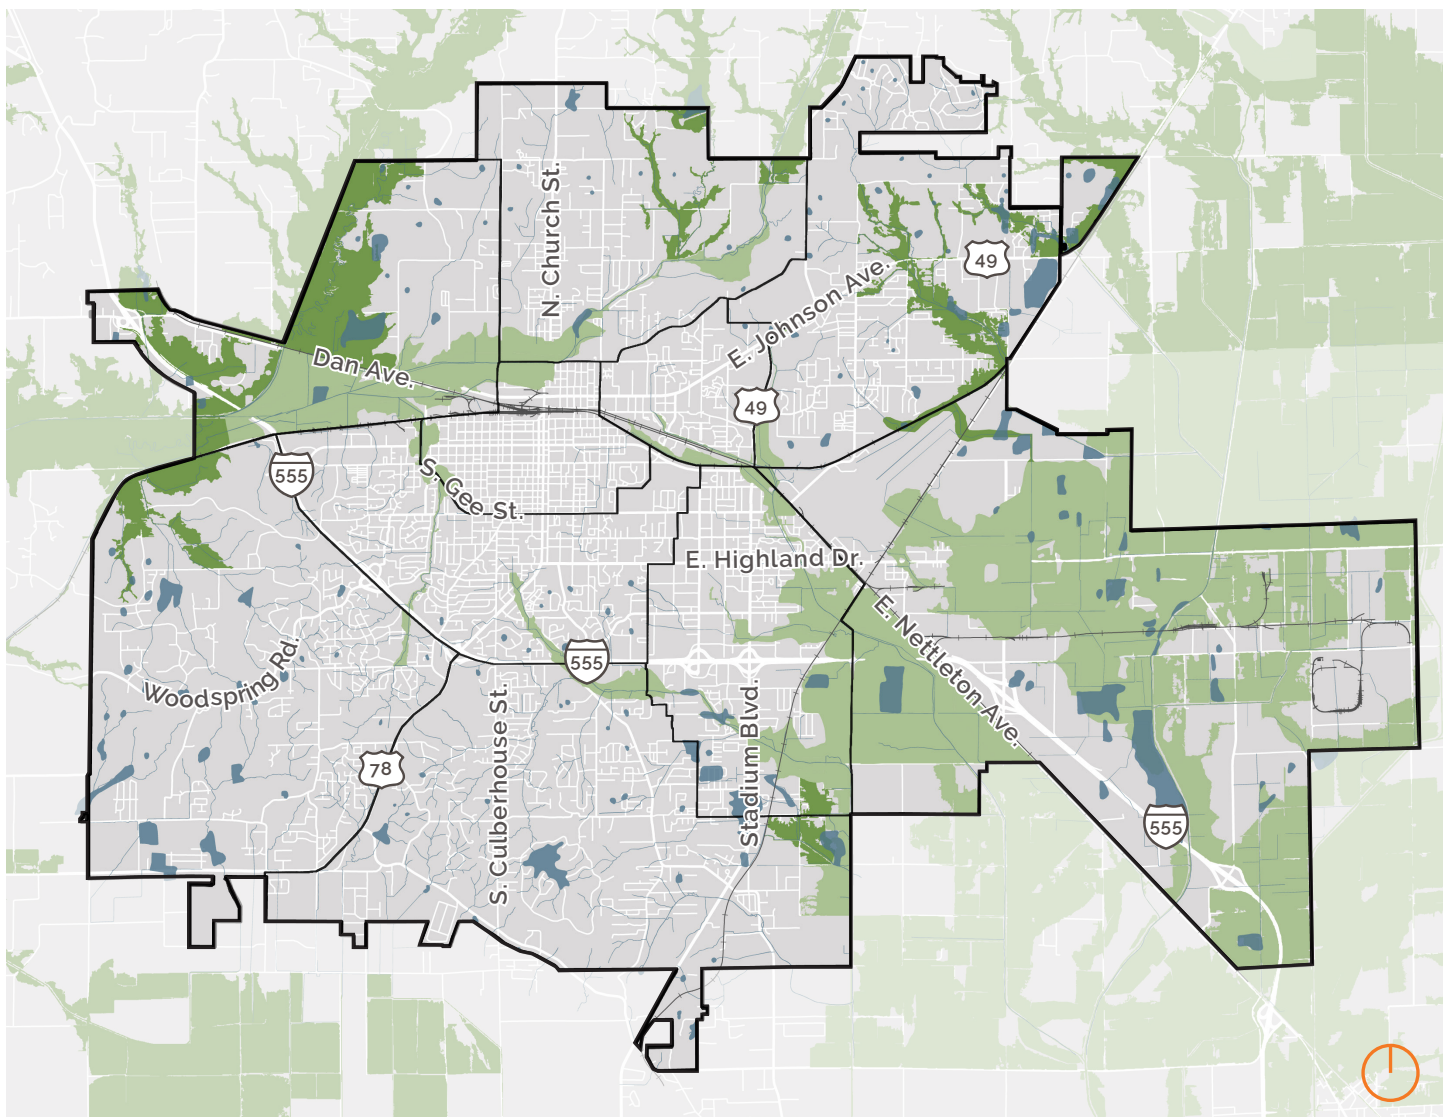 N. Church St.
49
E. Johnson Ave.
Dan Ave.
49
555
S. Gee St.
E. Highland Dr.
E. Nettleton Ave.
555
Woodspring Rd.
S. Culberhouse St.
Stadium Blvd.
78
555